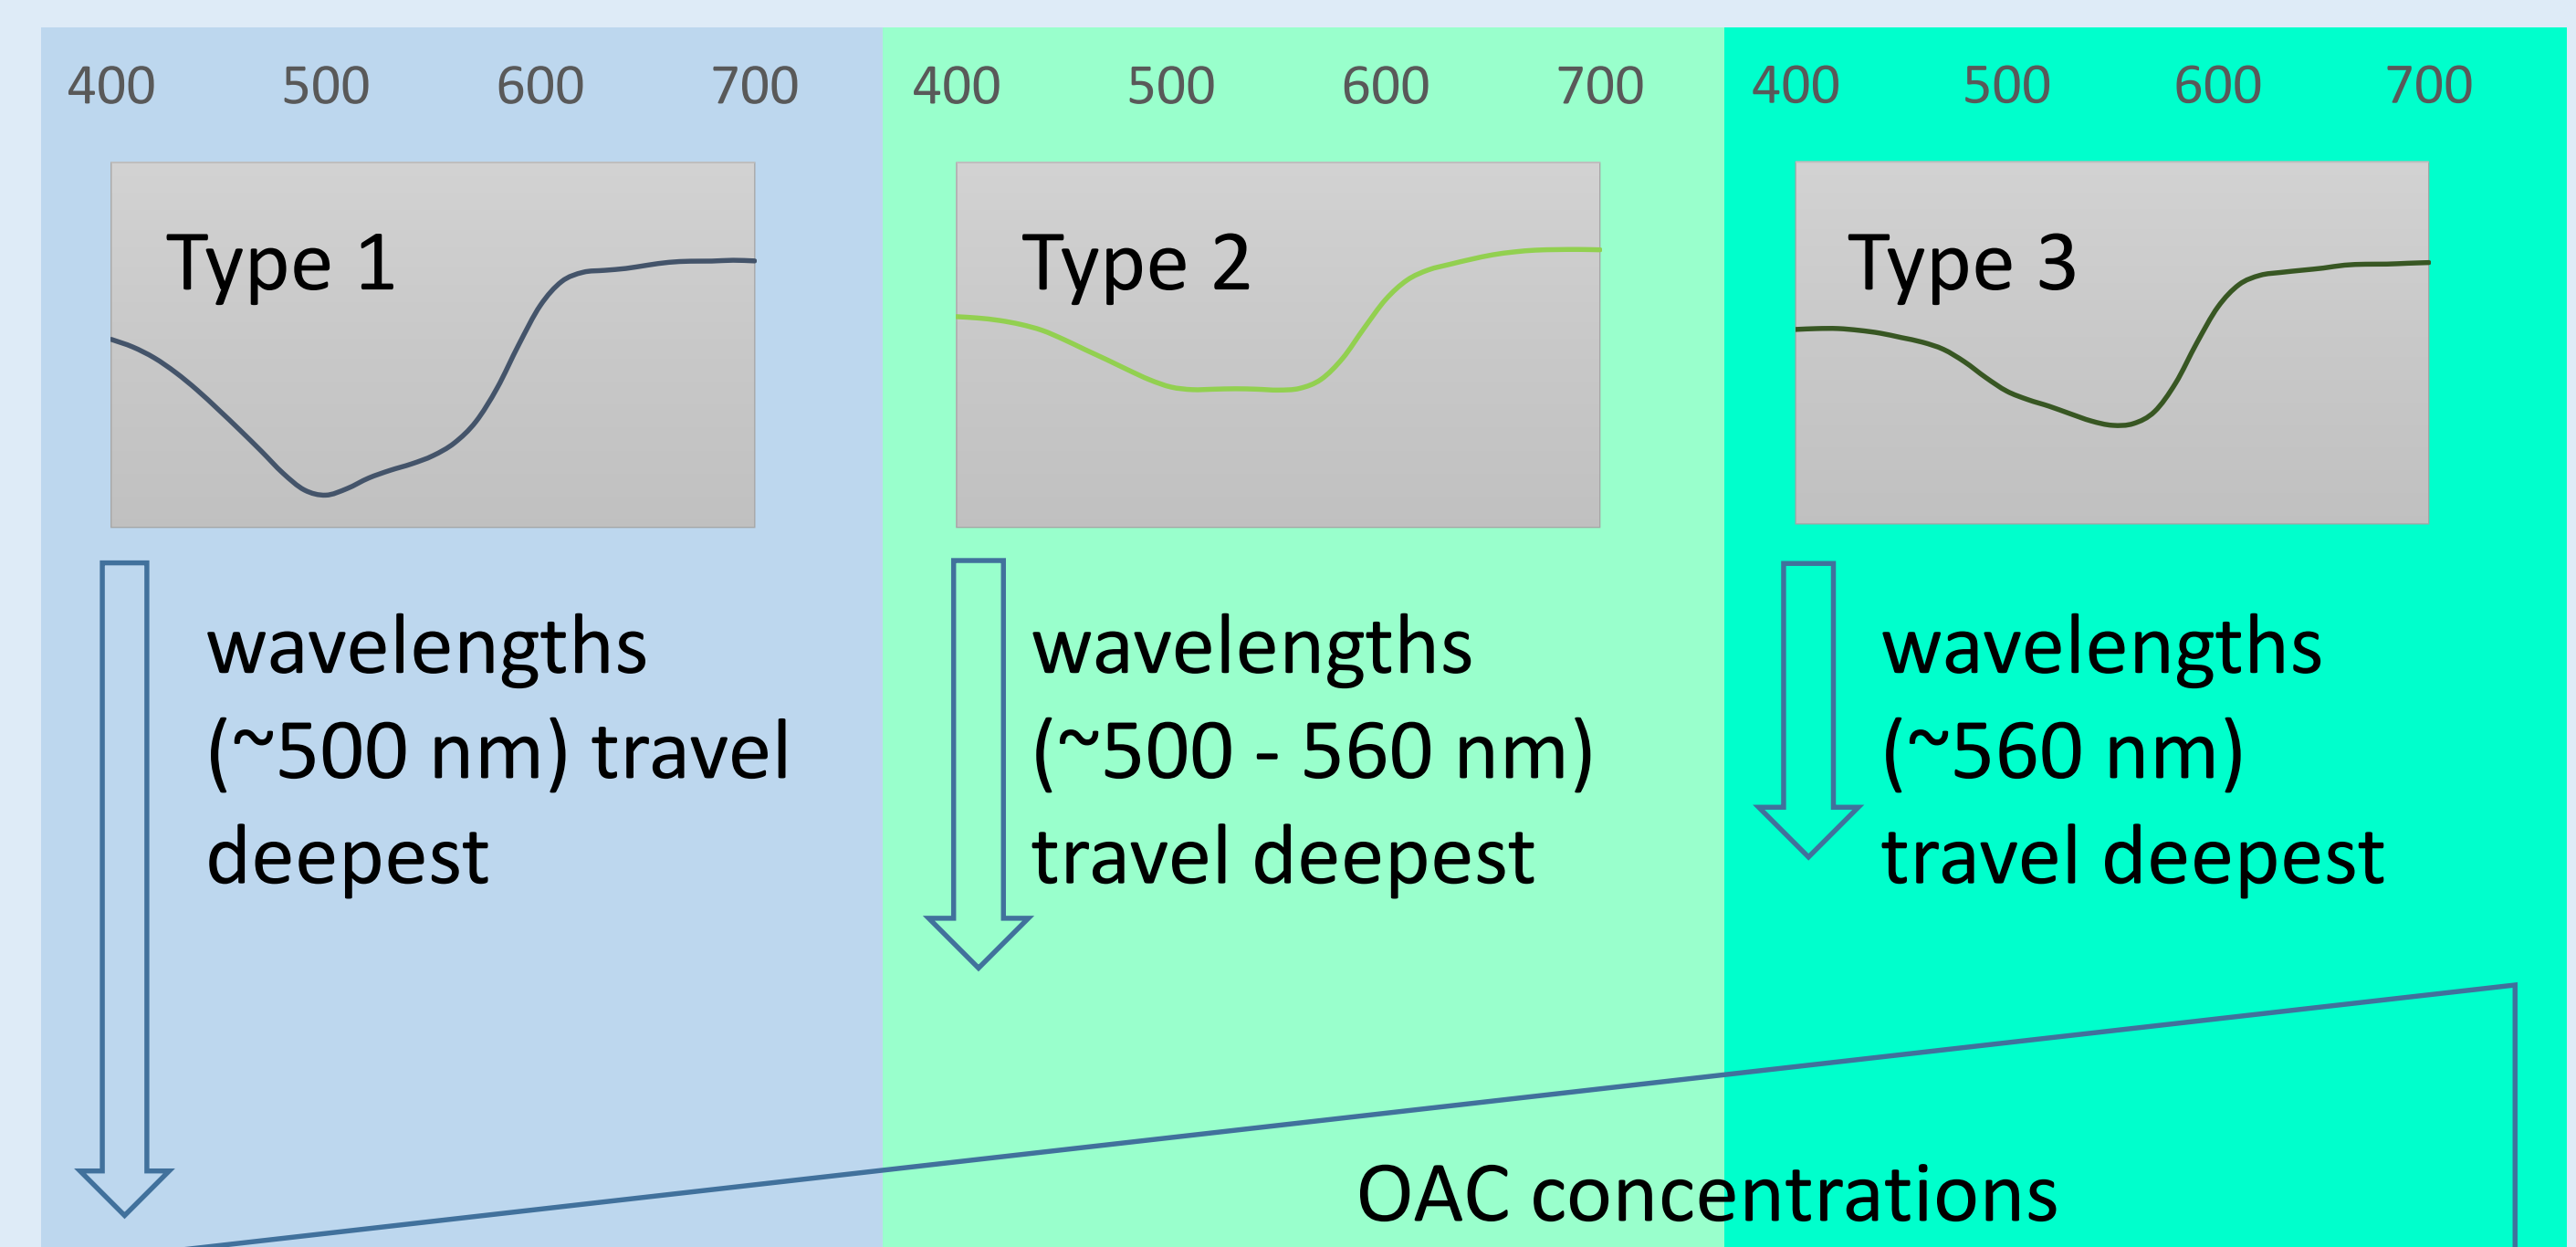 400 500 600 700
400 500 600 700
400 500 600 700
Type 1
Type 2
Type 3
wavelengths
(~500 nm) travel
deepest
wavelengths
(~500 - 560 nm)
travel deepest
wavelengths
(~560 nm)
travel deepest
OAC concentrations